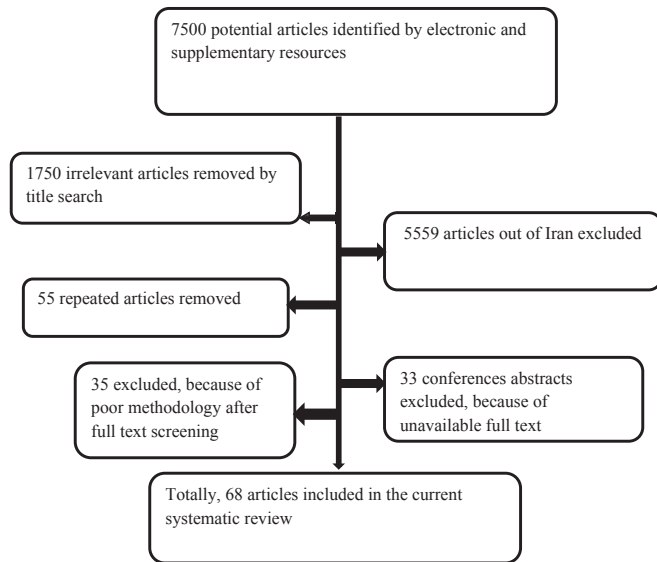 7500 potential articles identified by electronic and
supplementary resources
1750 irrelevant articles removed by
title search
5559 articles out of Iran excluded
55 repeated articles removed
35 excluded, because of
poor methodology after
full text screening
33 conferences abstracts
excluded, because of
unavailable full text
Totally, 68 articles included in the current
systematic review